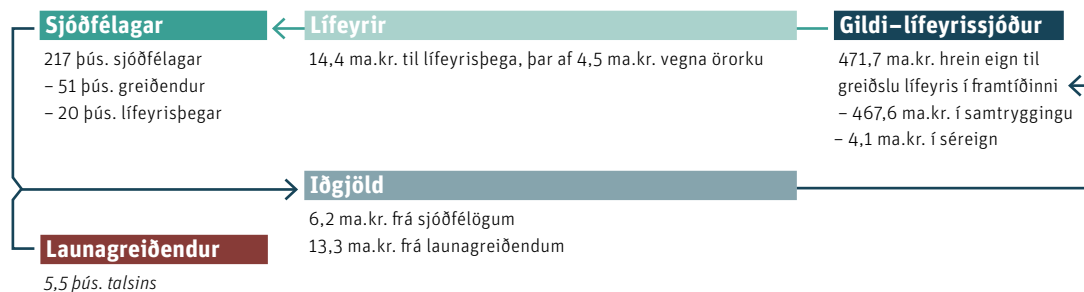 Sjóðfélagar
217 þús. sjóðfélagar
– 51 þús. greiðendur
– 20 þús. lífeyrisþegar
Lífeyrir
14,4 ma.kr. til lífeyrisþega, þar af 4,5 ma.kr. vegna örorku
Gildi–lífeyrissjóður
471,7 ma.kr. hrein eign til
greiðslu lífeyris í framtíðinni
– 467,6 ma.kr. í samtryggingu
– 4,1 ma.kr. í séreign
Iðgjöld
6,2 ma.kr. frá sjóðfélögum
13,3 ma.kr. frá launagreiðendum
Launagreiðendur
5,5 þús. talsins